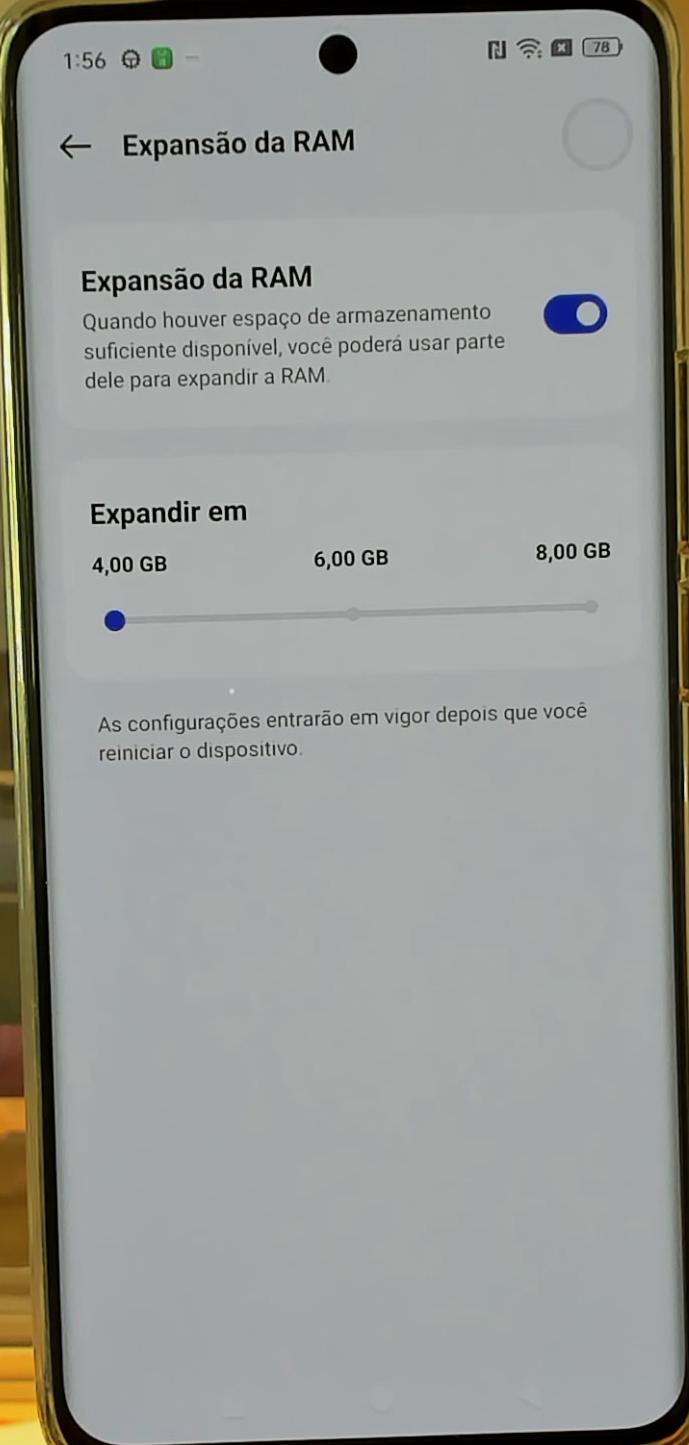 1:56
78
Expansão da RAM
Expansão da RAM
Quando houver espaço de armazenamento
suficiente disponível, você poderá usar parte
dele para expandir a RAM.
Expandir em
4,00 GB 6,00 GB 8,00 GB
As configurações entrarão em vigor depois que você
reiniciar o dispositivo.